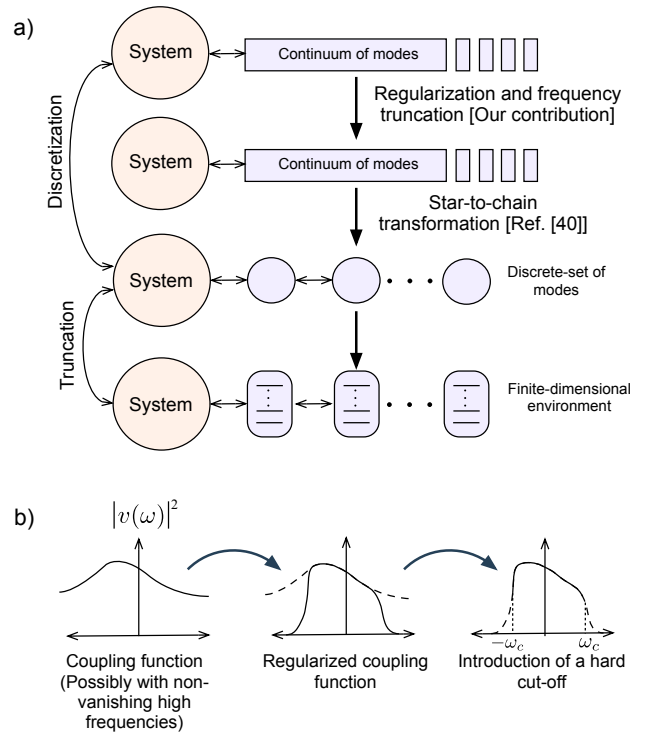 a)
System
Continuum of modes
Regularization and frequency
truncation [Our contribution]
Discretization
System
Continuum of modes
Star-to-chain
transformation [Ref. [40]]
System
Discrete-set of
modes
Truncation
System
Finite-dimensional
environment
b)
|v(ω)|²
−ω_c
ω_c
Coupling function
(Possibly with non-
vanishing high
frequencies)
Regularized coupling
function
Introduction of a hard
cut-off